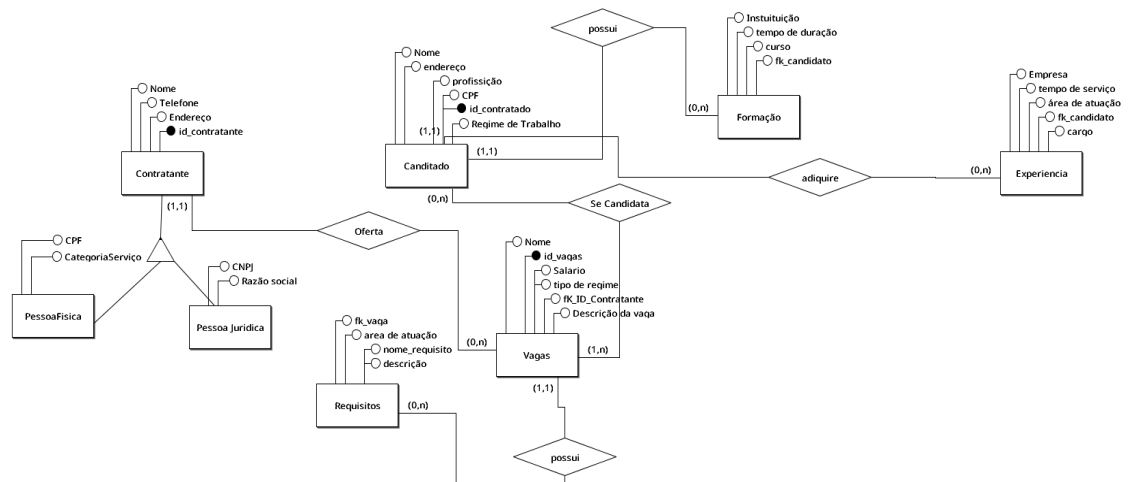 possui
Instuituição
tempo de duração
curso
fk_candidato
(0,n)
Formação
Nome
endereço
profissição
CPF
id_contratado
Regime de Trabalho
(1,1)
(1,1)
Canditado
(0,n)
Empresa
tempo de serviço
área de atuação
fk_candidato
cargo
(0,n)
Experiencia
adiquire
Nome
Telefone
Endereço
id_contratante
Contratante
(1,1)
Se Candidata
Oferta
CPF
CategoriaServiço
PessoaFisica
CNPJ
Razão social
Pessoa Juridica
Nome
id_vagas
Salario
tipo de regime
fK_ID_Contratante
Descrição da vaga
(0,n)
Vagas
(1,n)
(1,1)
fk_vaga
area de atuação
nome_requisito
descrição
Requisitos
(0,n)
possui